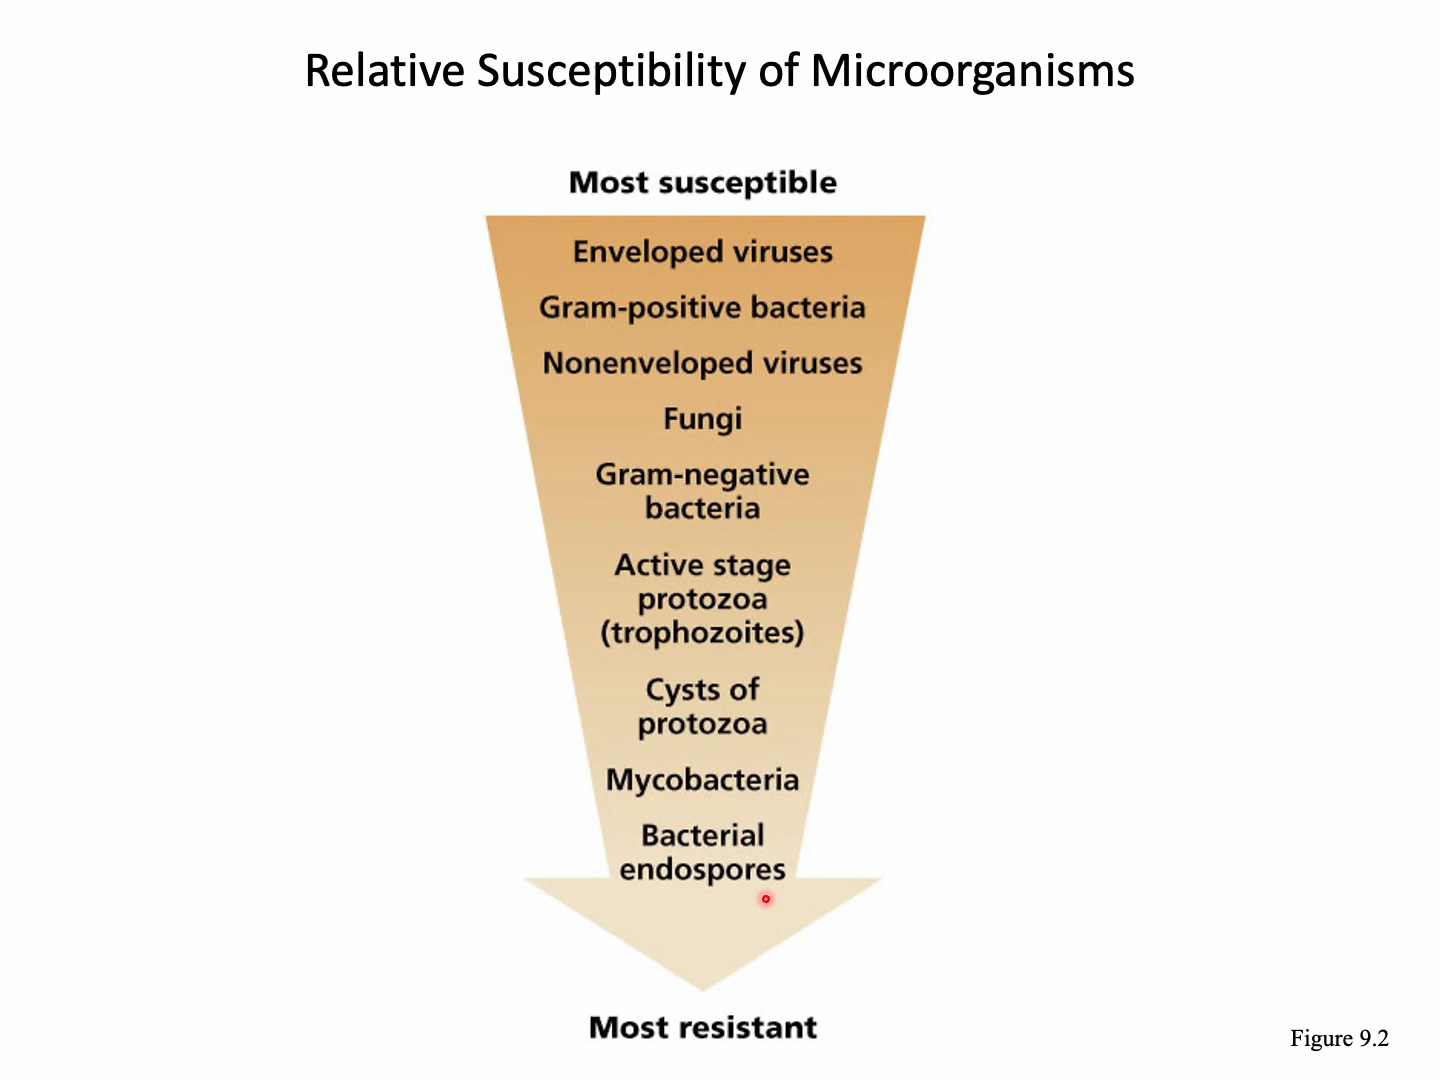 Relative Susceptibility of Microorganisms
Most susceptible
Enveloped viruses
Gram-positive bacteria
Nonenveloped viruses
Fungi
Gram-negative
bacteria
Active stage
protozoa
(trophozoites)
Cysts of
protozoa
Mycobacteria
Bacterial
endospores
Most resistant
Figure 9.2